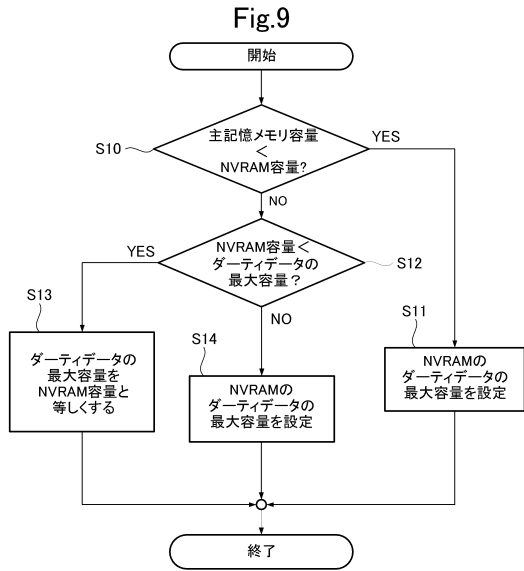 Fig.9
開始
主記憶メモリ容量
<
NVRAM容量?
S10
YES
NO
NVRAM容量<
ダーティデータの
最大容量？
S12
YES
NO
S13
ダーティデータの
最大容量を
NVRAM容量と
等しくする
S14
NVRAMの
ダーティデータの
最大容量を設定
S11
NVRAMの
ダーティデータの
最大容量を設定
終了